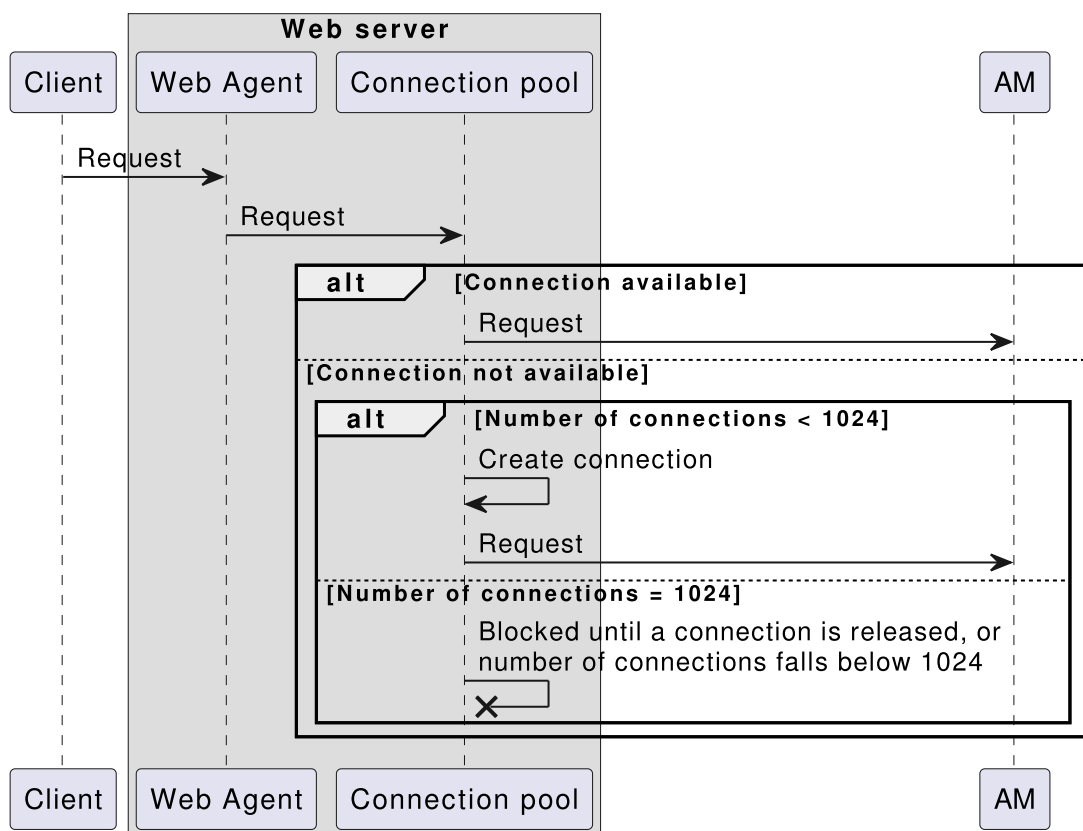 Web server
Client
Web Agent
Connection pool
AM
Request
Request
alt
[Connection available]
Request
[Connection not available]
alt
[Number of connections < 1024]
Create connection
Request
[Number of connections = 1024]
Blocked until a connection is released, or
number of connections falls below 1024
Client
Web Agent
Connection pool
AM